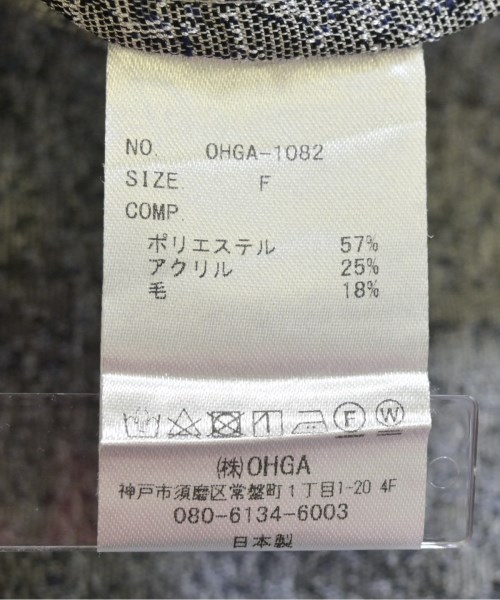 NO. OHGA-1082
SIZE. F
COMP.
ポリエステル 57%
アクリル 25%
毛 18%
F W
㈱OHGA
神戸市須磨区常盤町1丁目1-20 4F
080-6134-6003
日本製